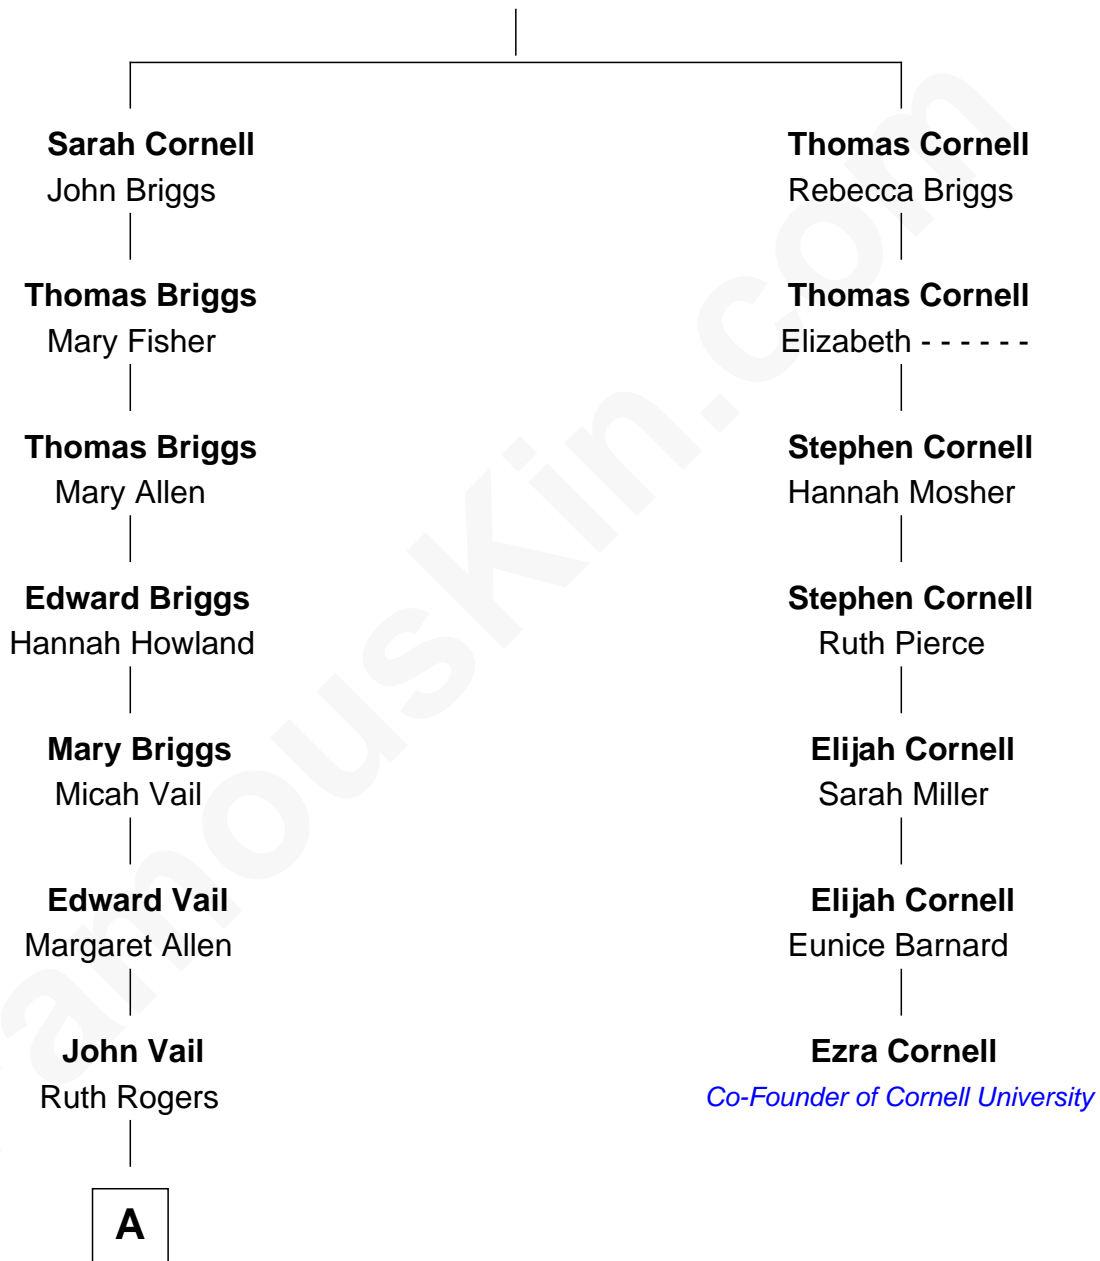 Sarah Cornell
John Briggs
Thomas Briggs
Mary Fisher
Thomas Briggs
Mary Allen
Edward Briggs
Hannah Howland
Mary Briggs
Micah Vail
Edward Vail
Margaret Allen
John Vail
Ruth Rogers
A
Thomas Cornell
Rebecca Briggs
Thomas Cornell
Elizabeth - - - - - -
Stephen Cornell
Hannah Mosher
Stephen Cornell
Ruth Pierce
Elijah Cornell
Sarah Miller
Elijah Cornell
Eunice Barnard
Ezra Cornell
Co-Founder of Cornell University
amousKin.com